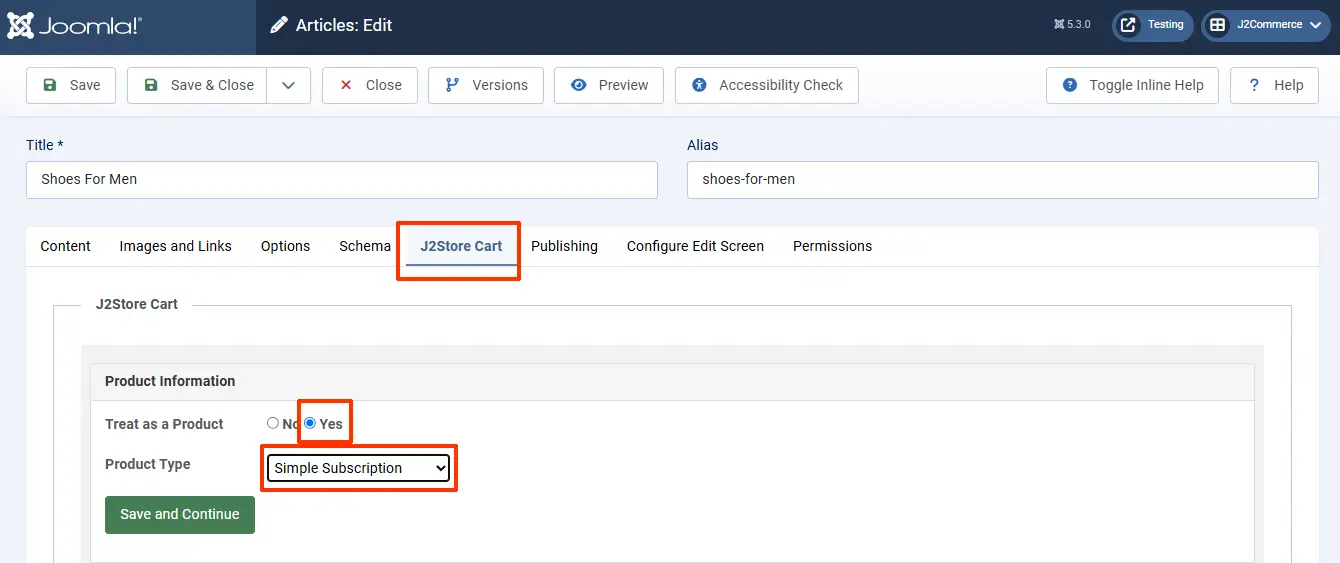 Joomla!® Articles: Edit 5.3.0 Testing J2Commerce
Save Save & Close Close Versions Preview Accessibility Check Toggle Inline Help ? Help
Title * Alias
Shoes For Men shoes-for-men
Content Images and Links Options Schema J2Store Cart Publishing Configure Edit Screen Permissions
J2Store Cart
Product Information
Treat as a Product No Yes
Product Type Simple Subscription
Save and Continue